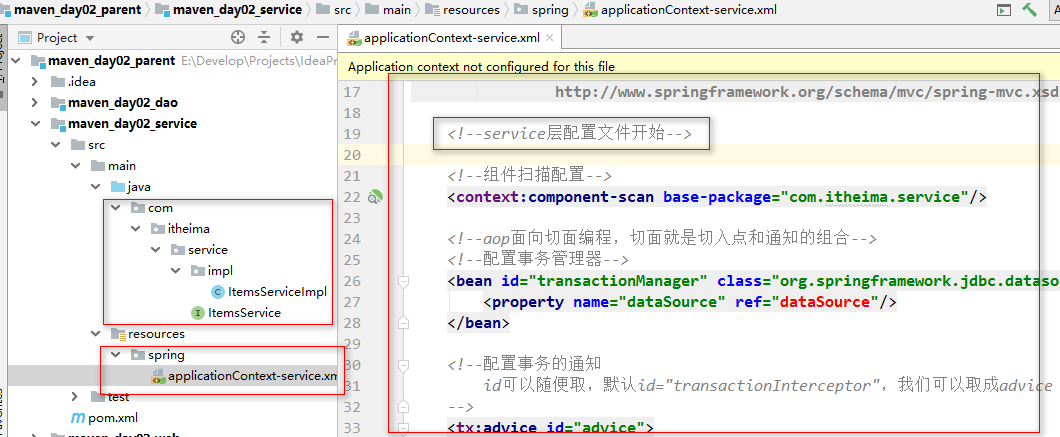 maven_day02_parent maven_day02_service src main resources spring applicationContext-service.xml
Project
applicationContext-service.xml
maven_day02_parent E:\Develop\Projects\IdeaPro
.idea
maven_day02_dao
maven_day02_service
src
main
java
com
itheima
service
impl
ItemsServiceImpl
ItemsService
resources
spring
applicationContext-service.xm
test
pom.xml
Application context not configured for this file
17 http://www.springframework.org/schema/mvc/spring-mvc.xsd
18
19 <!--service层配置文件开始-->
20
21 <!--组件扫描配置-->
22 <context:component-scan base-package="com.itheima.service"/>
23
24 <!--aop面向切面编程，切面就是切入点和通知的组合-->
25 <!--配置事务管理器-->
26 <bean id="transactionManager" class="org.springframework.jdbc.dataso
27 <property name="dataSource" ref="dataSource"/>
28 </bean>
29
30 <!--配置事务的通知
31 id可以随便取，默认id="transactionInterceptor"，我们可以取成advice
32 -->
33 <tx:advice id="advice">